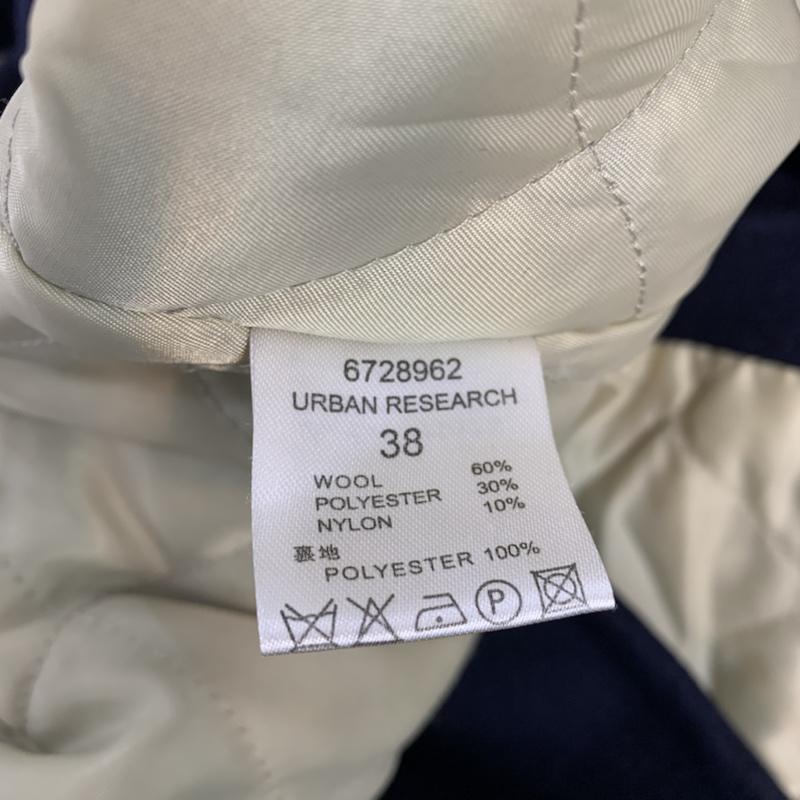 6728962
URBAN RESEARCH
38
WOOL 60%
POLYESTER 30%
NYLON 10%
裏地
POLYESTER 100%
P